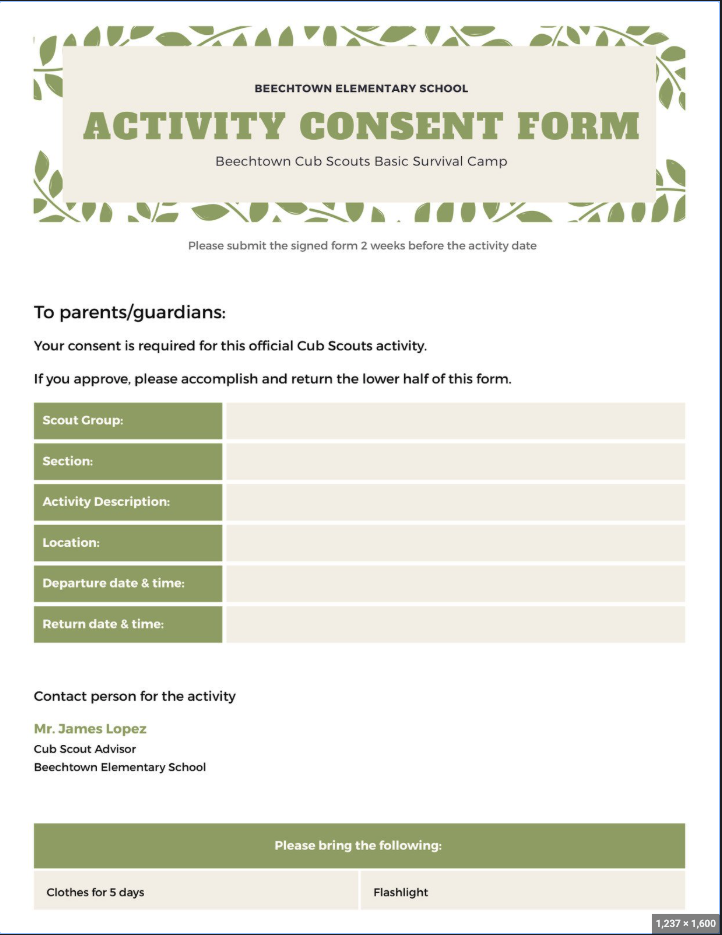 BEECHTOWN ELEMENTARY SCHOOL
ACTIVITY CONSENT FORM
Beechtown Cub Scouts Basic Survival Camp
Please submit the signed form 2 weeks before the activity date
To parents/guardians:
Your consent is required for this official Cub Scouts activity.
If you approve, please accomplish and return the lower half of this form.
Scout Group:
Section:
Activity Description:
Location:
Departure date & time:
Return date & time:
Contact person for the activity
Mr. James Lopez
Cub Scout Advisor
Beechtown Elementary School
Please bring the following:
Clothes for 5 days
Flashlight
1,237 × 1,600